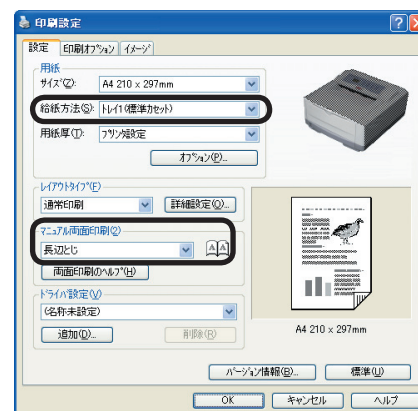 印刷設定
設定 印刷オプション イメージ
用紙
サイズ(Z): A4 210 x 297mm
給紙方法(S): トレイ1(標準カセット)
用紙厚(T): プリンタ設定
オプション(P)...
レイアウトタイプ(E)
通常印刷 詳細設定(O)...
マニュアル両面印刷(2)
長辺とじ
両面印刷のヘルプ(H)
ドライバ設定(V)
(名称未設定)
追加(D)... 削除(R)
A4 210 x 297mm
バージョン情報(B)... 標準(U)
OK キャンセル ヘルプ